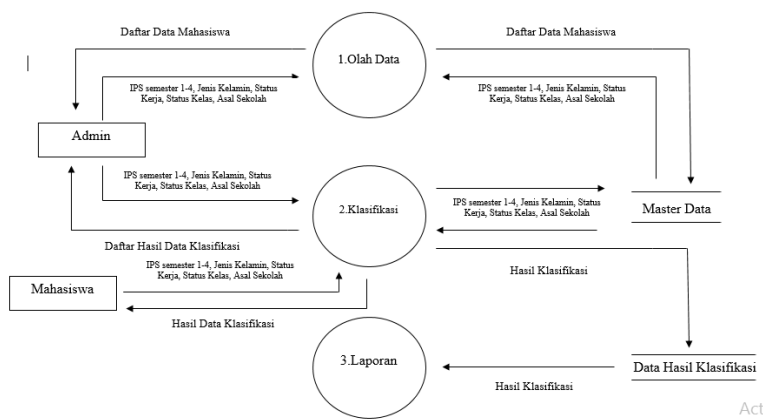 Daftar Data Mahasiswa
Daftar Data Mahasiswa
1.Olah Data
IPS semester 1-4, Jenis Kelamin, Status
Kerja, Status Kelas, Asal Sekolah
IPS semester 1-4, Jenis Kelamin, Status
Kerja, Status Kelas, Asal Sekolah
Admin
IPS semester 1-4, Jenis Kelamin, Status
Kerja, Status Kelas, Asal Sekolah
2.Klasifikasi
IPS semester 1-4, Jenis Kelamin, Status
Kerja, Status Kelas, Asal Sekolah
Master Data
Daftar Hasil Data Klasifikasi
IPS semester 1-4, Jenis Kelamin, Status
Kerja, Status Kelas, Asal Sekolah
Hasil Klasifikasi
Mahasiswa
Hasil Data Klasifikasi
3.Laporan
Data Hasil Klasifikasi
Hasil Klasifikasi
Act